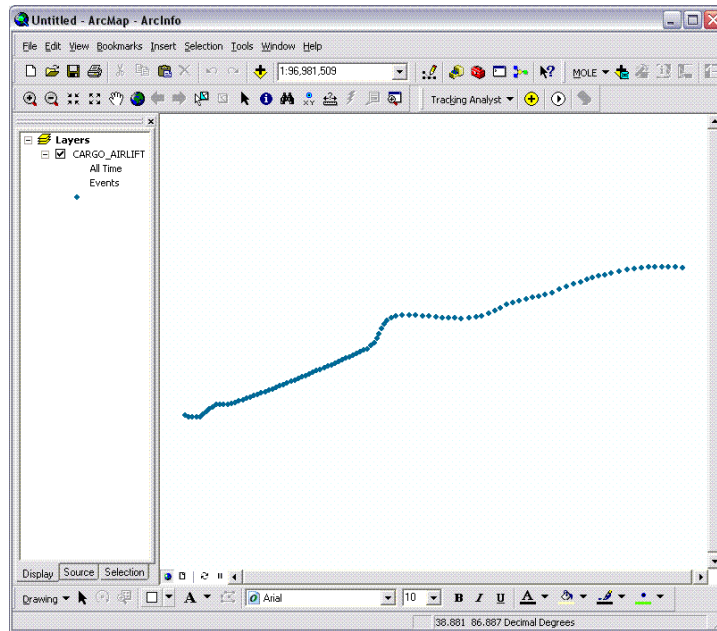 Untitled - ArcMap - ArcInfo
File Edit View Bookmarks Insert Selection Tools Window Help
1:96,981,509 MOLE
XY Tracking Analyst
Layers
CARGO_AIRLIFT
All Time
Events
Display Source Selection
Drawing A Arial 10 B I U A
38.881 86.887 Decimal Degrees